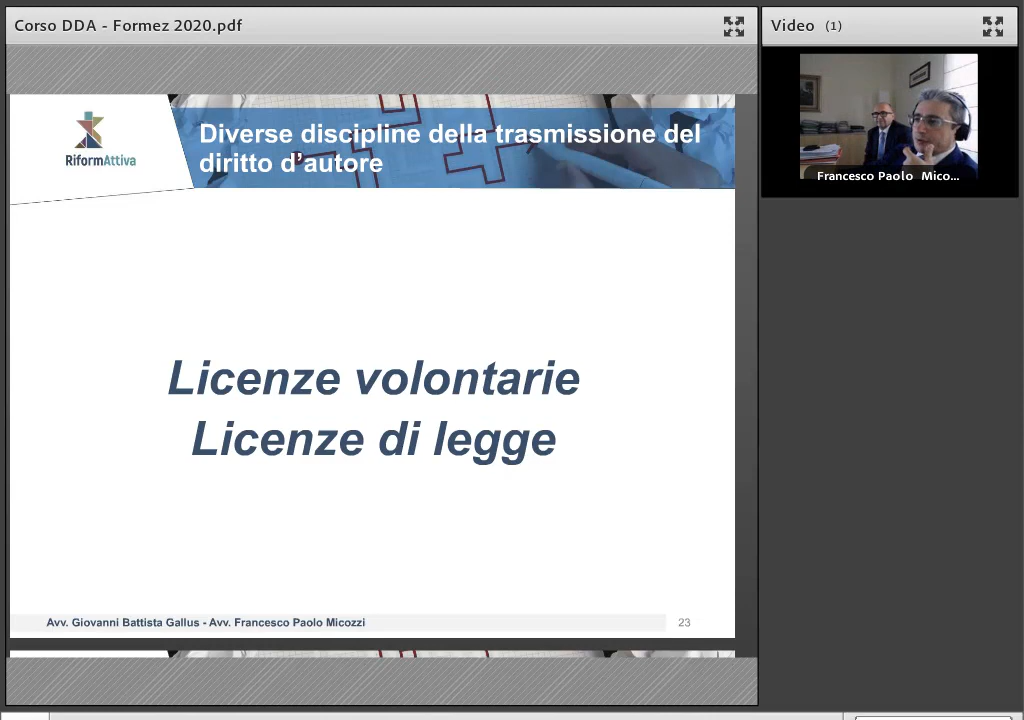 Corso DDA - Formez 2020.pdf
Video (1)
RiformAttiva
Diverse discipline della trasmissione del
diritto d'autore
Francesco Paolo Mico...
Licenze volontarie
Licenze di legge
Avv. Giovanni Battista Gallus - Avv. Francesco Paolo Micozzi
23